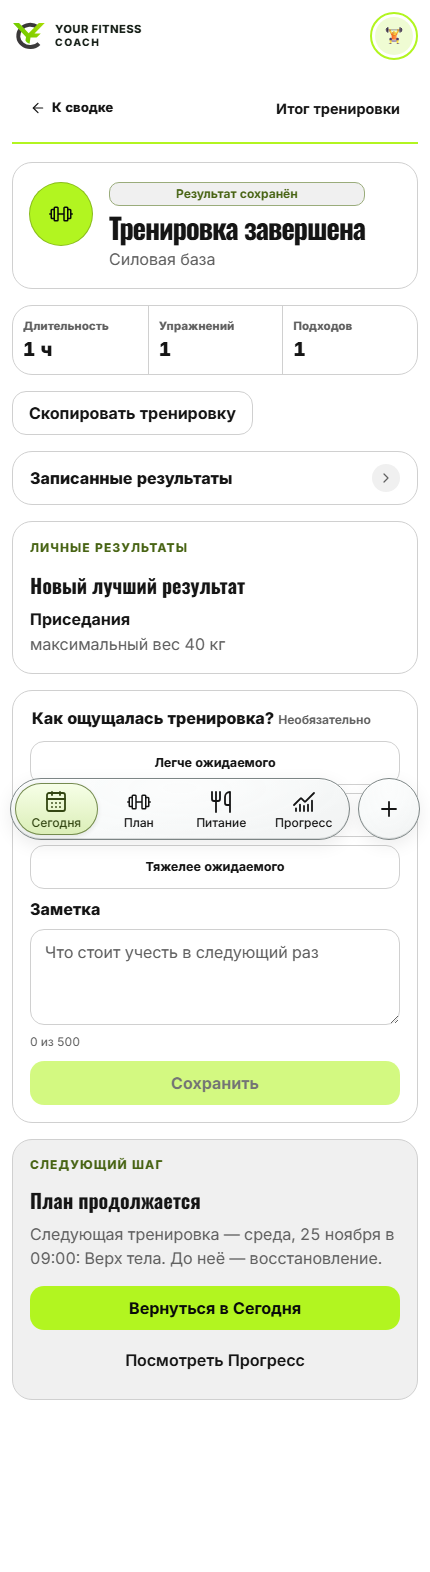 YOUR FITNESS
COACH
К сводке
Итог тренировки
Результат сохранён
Тренировка завершена
Силовая база
Длительность
Упражнений
Подходов
1 ч
1
1
Скопировать тренировку
Записанные результаты
ЛИЧНЫЕ РЕЗУЛЬТАТЫ
Новый лучший результат
Приседания
максимальный вес 40 кг
Как ощущалась тренировка? Необязательно
Легче ожидаемого
Сегодня
План
Питание
Прогресс
Тяжелее ожидаемого
Заметка
Что стоит учесть в следующий раз
0 из 500
Сохранить
СЛЕДУЮЩИЙ ШАГ
План продолжается
Следующая тренировка — среда, 25 ноября в
09:00: Верх тела. До неё — восстановление.
Вернуться в Сегодня
Посмотреть Прогресс